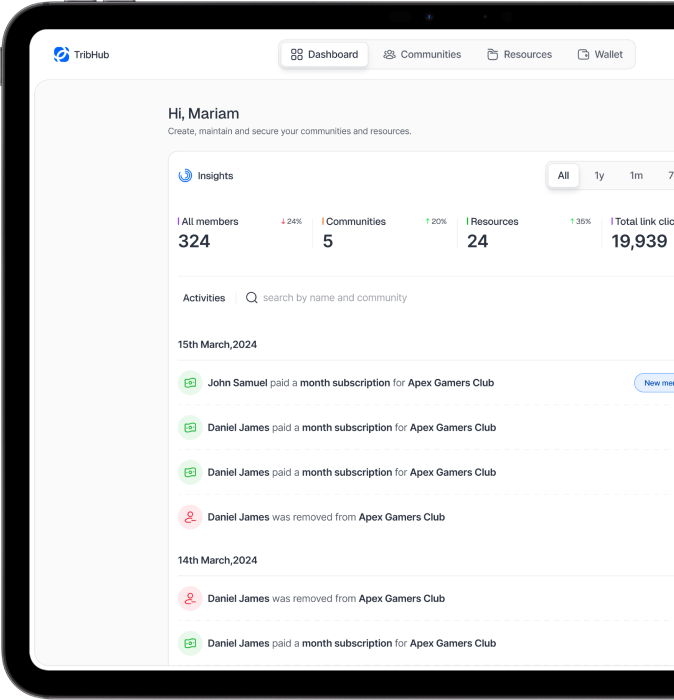 TribHub
Dashboard Communities Resources Wallet
Hi, Mariam
Create, maintain and secure your communities and resources.
Insights
All 1y 1m 7
All members ↓24% Communities ↑20% Resources ↑35% Total link clic
324 5 24 19,939
Activities search by name and community
15th March,2024
John Samuel paid a month subscription for Apex Gamers Club New me
Daniel James paid a month subscription for Apex Gamers Club
Daniel James paid a month subscription for Apex Gamers Club
Daniel James was removed from Apex Gamers Club
14th March,2024
Daniel James was removed from Apex Gamers Club
Daniel James paid a month subscription for Apex Gamers Club